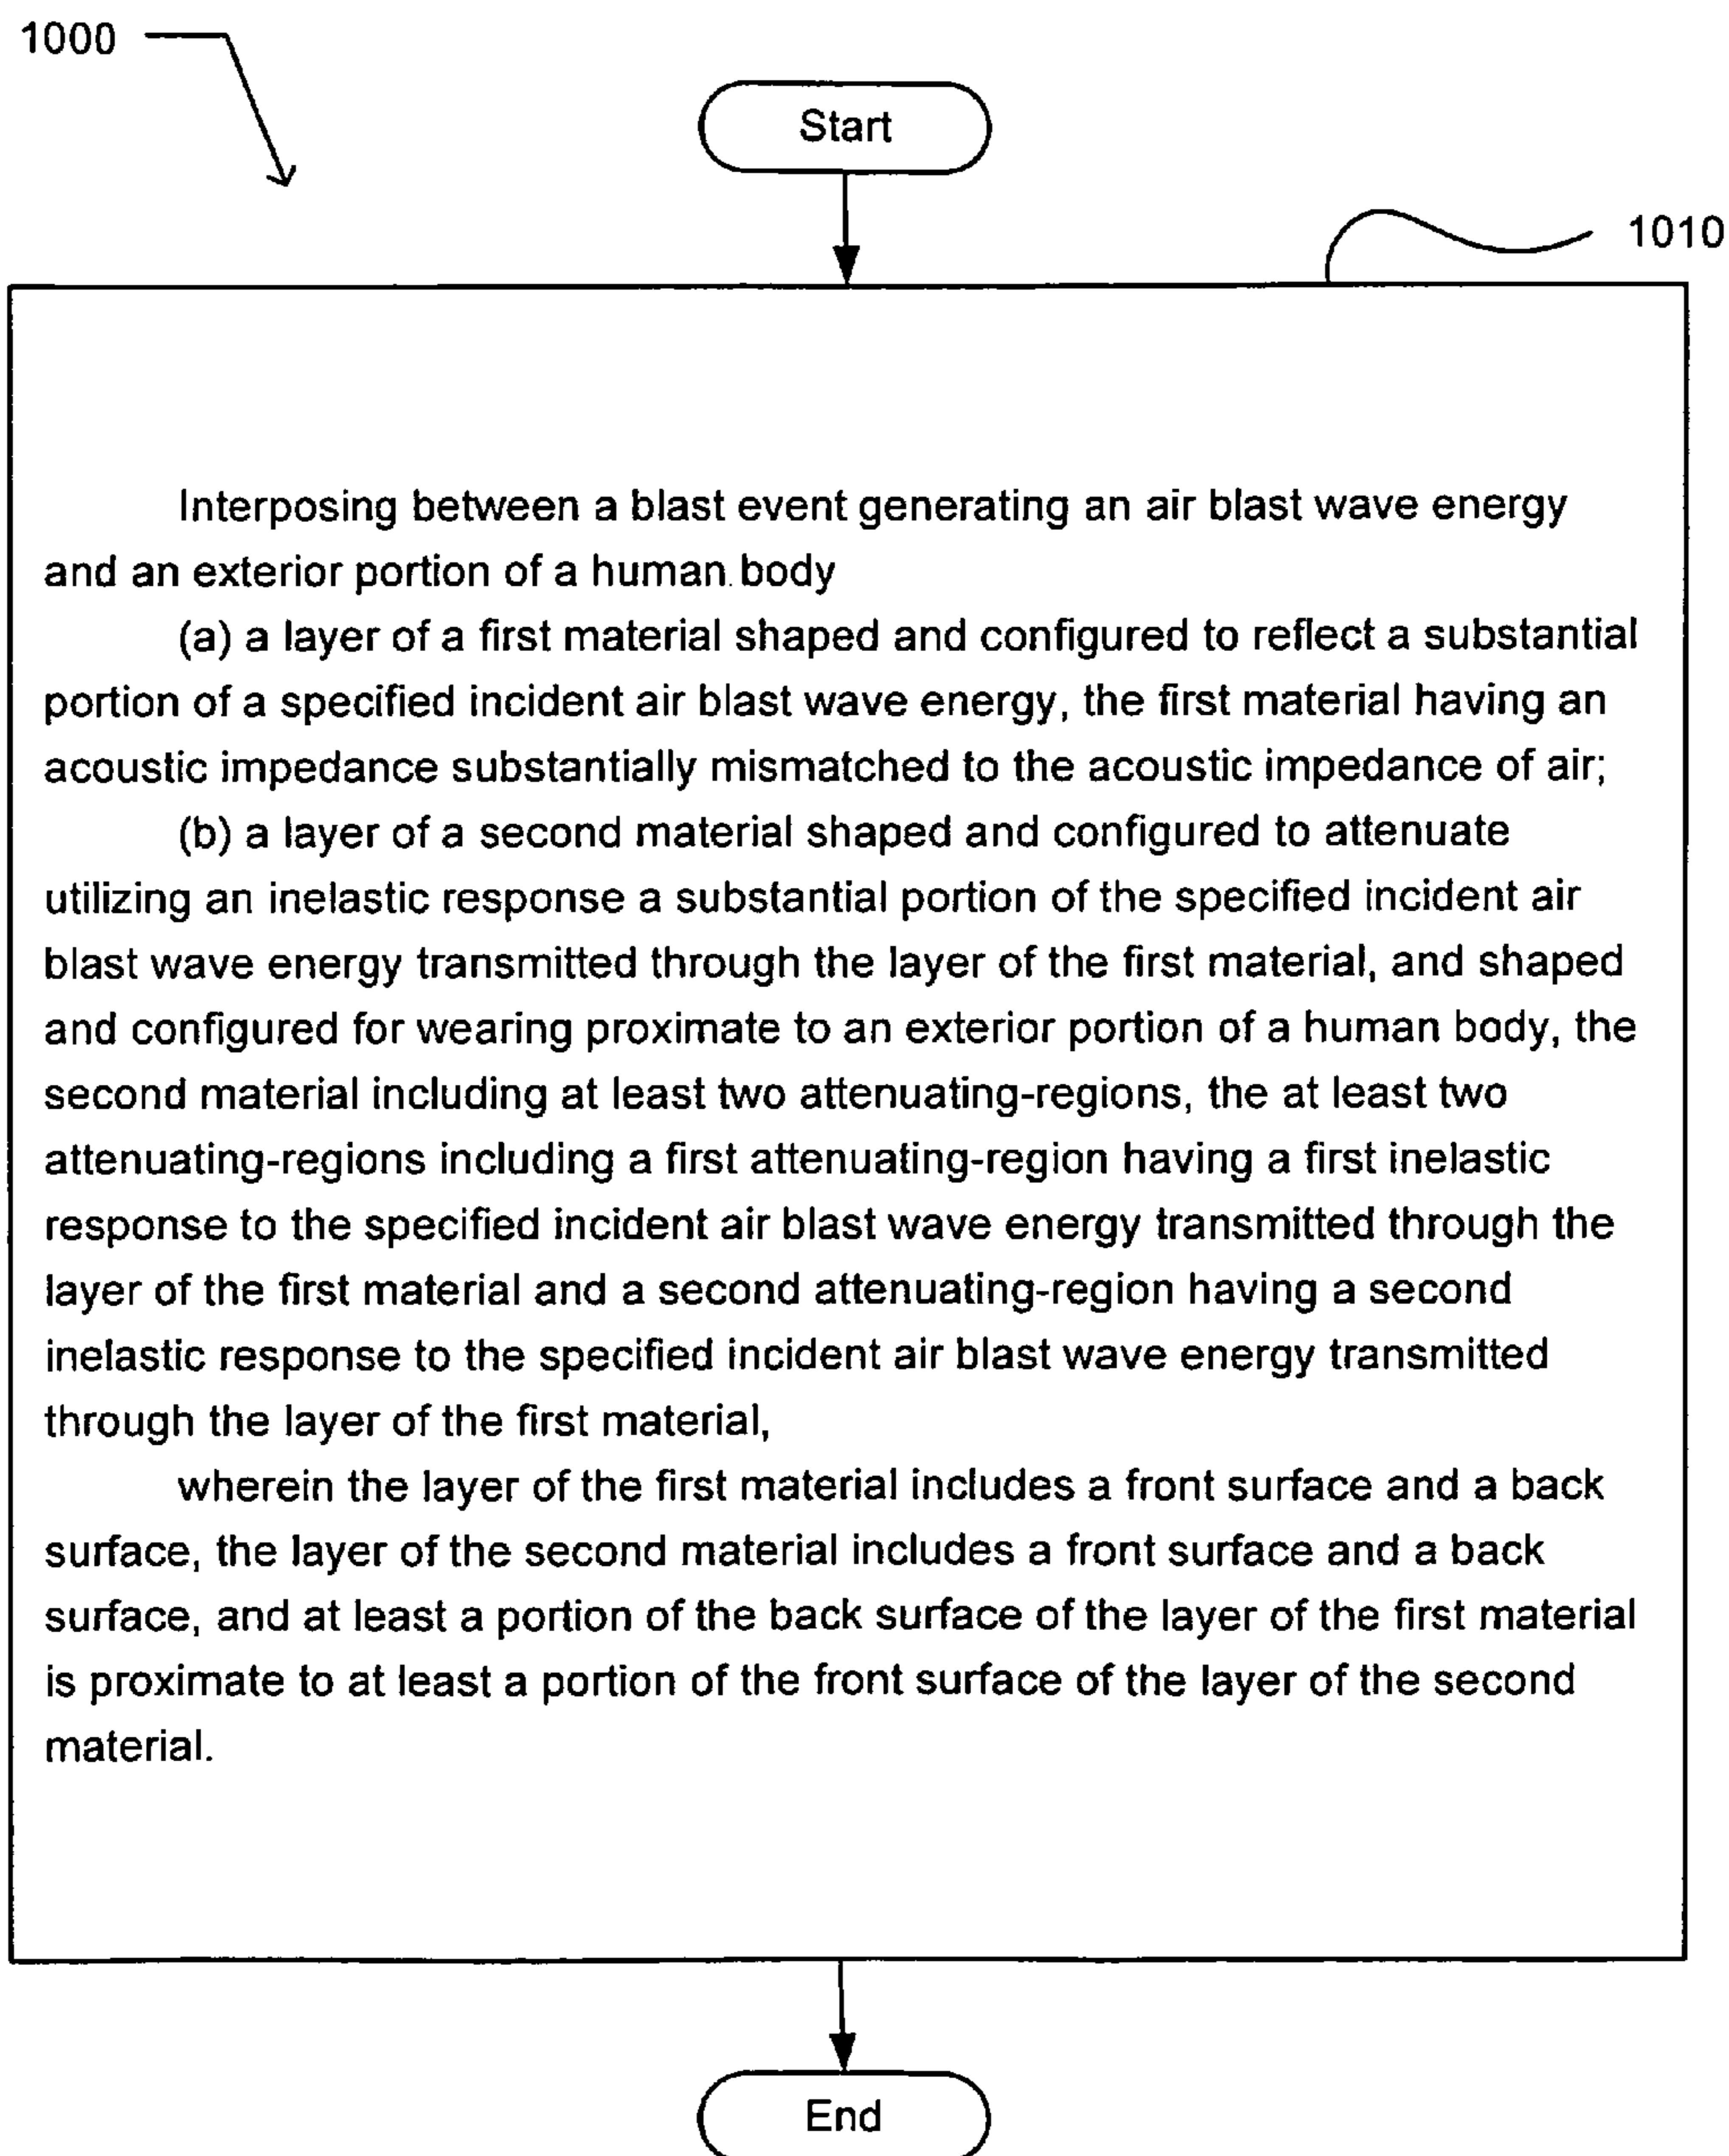 1000
Start
1010
Interposing between a blast event generating an air blast wave energy
and an exterior portion of a human body
(a) a layer of a first material shaped and configured to reflect a substantial
portion of a specified incident air blast wave energy, the first material having an
acoustic impedance substantially mismatched to the acoustic impedance of air;
(b) a layer of a second material shaped and configured to attenuate
utilizing an inelastic response a substantial portion of the specified incident air
blast wave energy transmitted through the layer of the first material, and shaped
and configured for wearing proximate to an exterior portion of a human body, the
second material including at least two attenuating-regions, the at least two
attenuating-regions including a first attenuating-region having a first inelastic
response to the specified incident air blast wave energy transmitted through the
layer of the first material and a second attenuating-region having a second
inelastic response to the specified incident air blast wave energy transmitted
through the layer of the first material,
wherein the layer of the first material includes a front surface and a back
surface, the layer of the second material includes a front surface and a back
surface, and at least a portion of the back surface of the layer of the first material
is proximate to at least a portion of the front surface of the layer of the second
material.
End